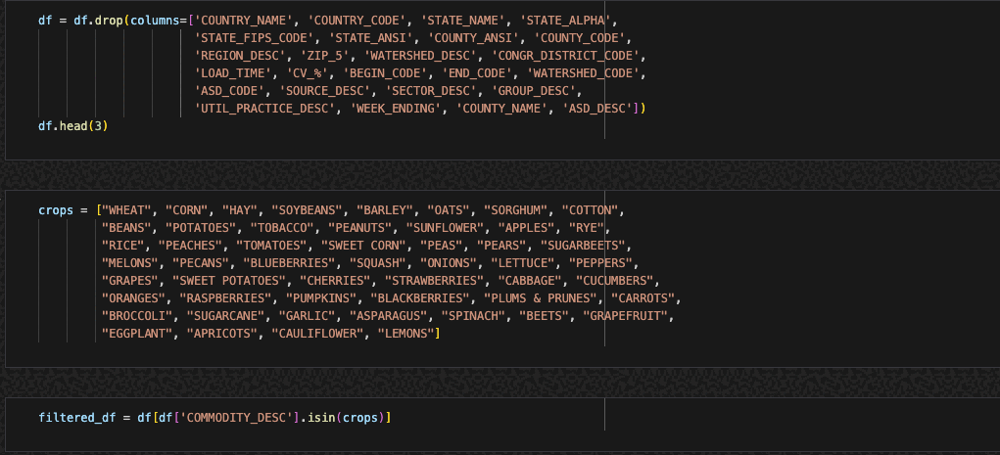 df = df.drop(columns=['COUNTRY_NAME', 'COUNTRY_CODE', 'STATE_NAME', 'STATE_ALPHA',
'STATE_FIPS_CODE', 'STATE_ANSI', 'COUNTY_ANSI', 'COUNTY_CODE',
'REGION_DESC', 'ZIP_5', 'WATERSHED_DESC', 'CONGR_DISTRICT_CODE',
'LOAD_TIME', 'CV_%', 'BEGIN_CODE', 'END_CODE', 'WATERSHED_CODE',
'ASD_CODE', 'SOURCE_DESC', 'SECTOR_DESC', 'GROUP_DESC',
'UTIL_PRACTICE_DESC', 'WEEK_ENDING', 'COUNTY_NAME', 'ASD_DESC'])
df.head(3)
crops = ["WHEAT", "CORN", "HAY", "SOYBEANS", "BARLEY", "OATS", "SORGHUM", "COTTON",
"BEANS", "POTATOES", "TOBACCO", "PEANUTS", "SUNFLOWER", "APPLES", "RYE",
"RICE", "PEACHES", "TOMATOES", "SWEET CORN", "PEAS", "PEARS", "SUGARBEETS",
"MELONS", "PECANS", "BLUEBERRIES", "SQUASH", "ONIONS", "LETTUCE", "PEPPERS",
"GRAPES", "SWEET POTATOES", "CHERRIES", "STRAWBERRIES", "CABBAGE", "CUCUMBERS",
"ORANGES", "RASPBERRIES", "PUMPKINS", "BLACKBERRIES", "PLUMS & PRUNES", "CARROTS",
"BROCCOLI", "SUGARCANE", "GARLIC", "ASPARAGUS", "SPINACH", "BEETS", "GRAPEFRUIT",
"EGGPLANT", "APRICOTS", "CAULIFLOWER", "LEMONS"]
filtered_df = df[df['COMMODITY_DESC'].isin(crops)]